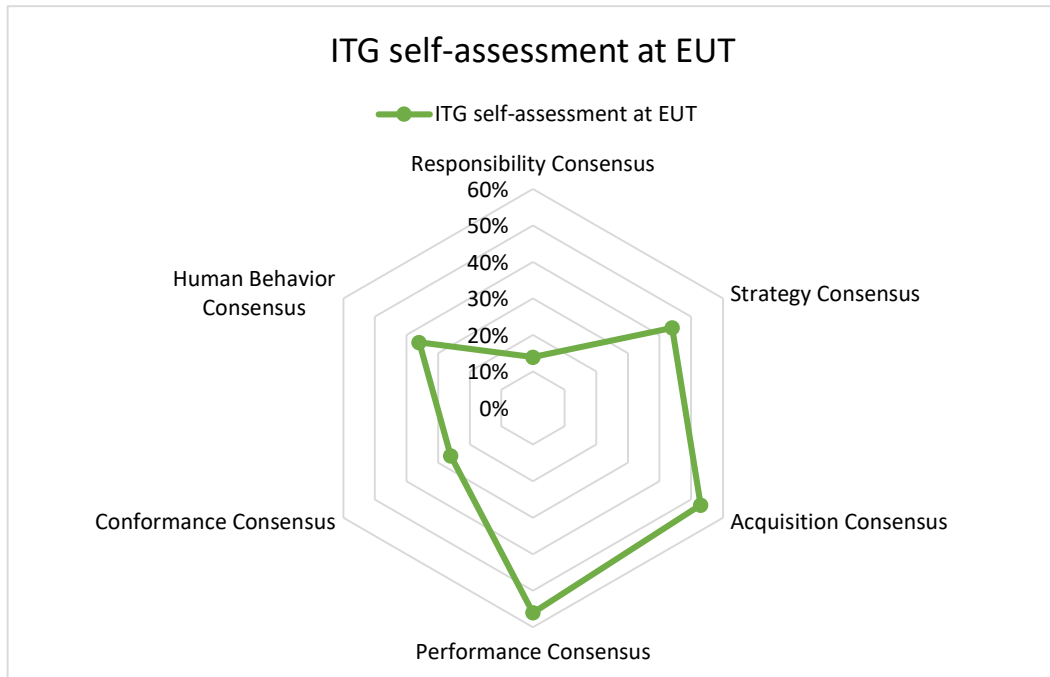 ITG self-assessment at EUT
ITG self-assessment at EUT
Responsibility Consensus
60%
50%
40%
30%
20%
10%
0%
Human Behavior
Consensus
Strategy Consensus
Conformance Consensus
Acquisition Consensus
Performance Consensus